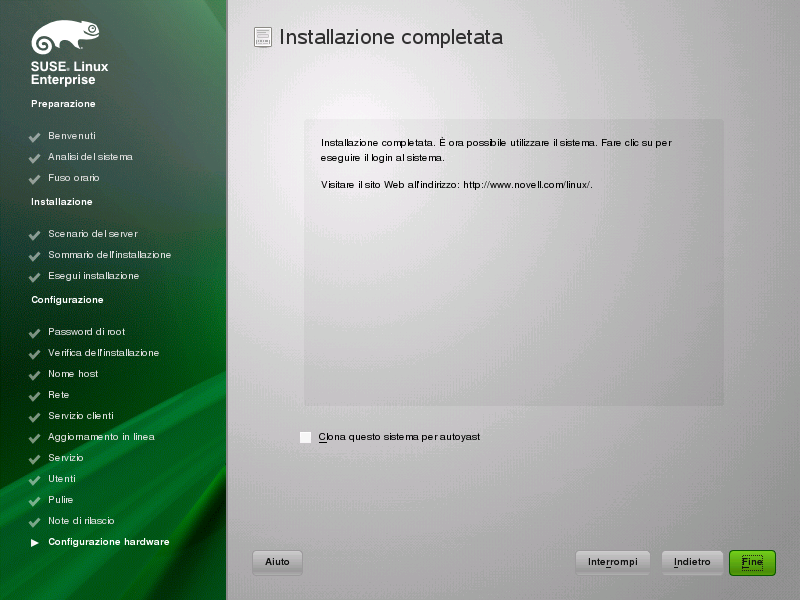 SUSE. Linux
Enterprise
Preparazione
Benvenuti
Analisi del sistema
Fuso orario
Installazione
Scenario del server
Sommario dell'installazione
Esegui installazione
Configurazione
Password di root
Verifica dell'installazione
Nome host
Rete
Servizio clienti
Aggiornamento in linea
Servizio
Utenti
Pulire
Note di rilascio
Configurazione hardware
Installazione completata
Installazione completata. È ora possibile utilizzare il sistema. Fare clic su per
eseguire il login al sistema.
Visitare il sito Web all'indirizzo: http://www.novell.com/linux/.
Clona questo sistema per autoyast
Aiuto
Interrompi
Indietro
Fine